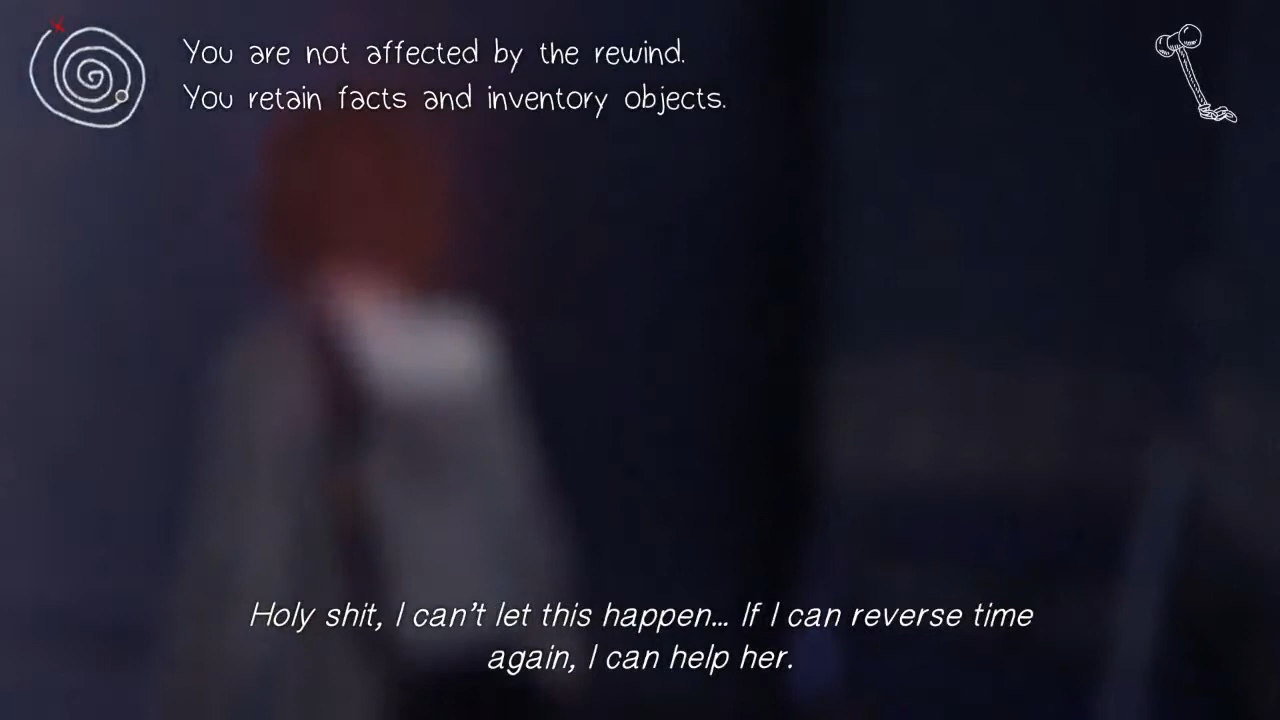 You are not affected by the rewind.
You retain facts and inventory objects.
Holy shit, I can't let this happen... If I can reverse time
again, I can help her.